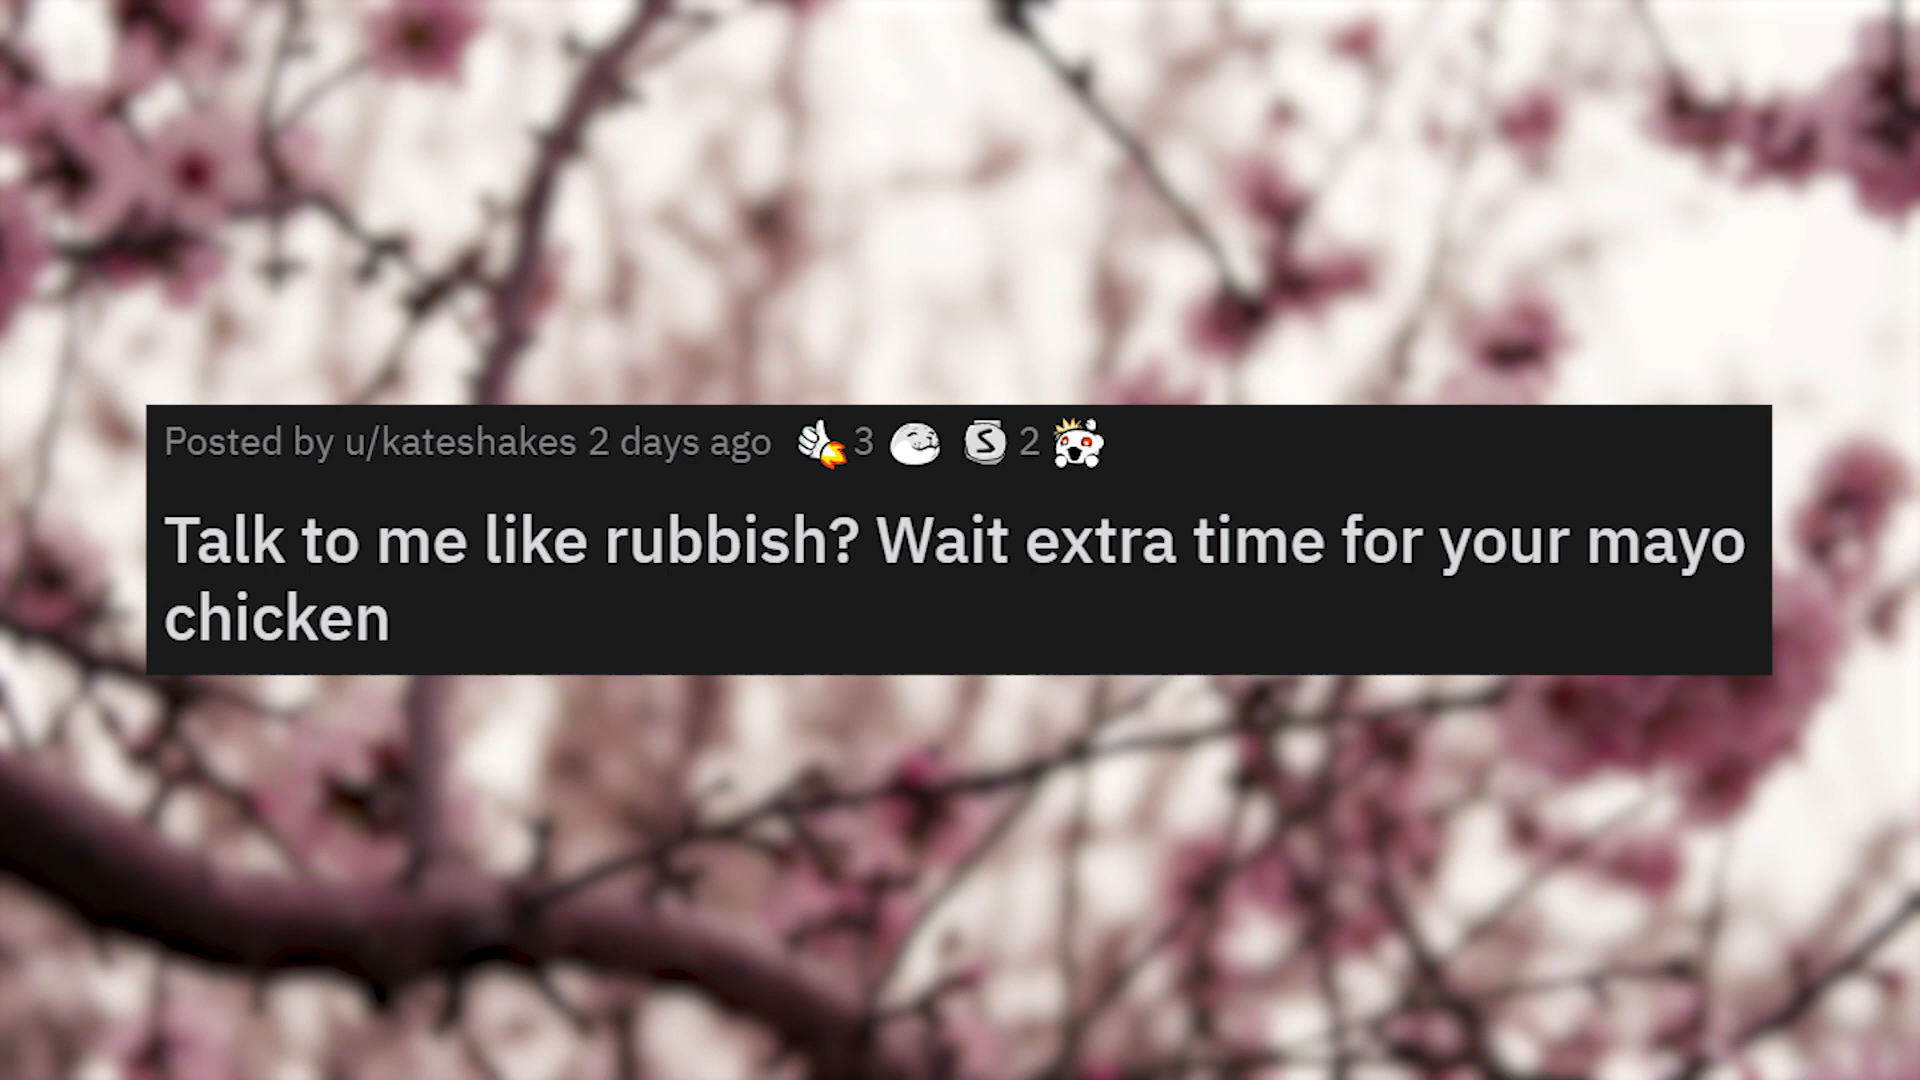 Posted by u/kateshakes 2 days ago 3 S 2
Talk to me like rubbish? Wait extra time for your mayo
chicken